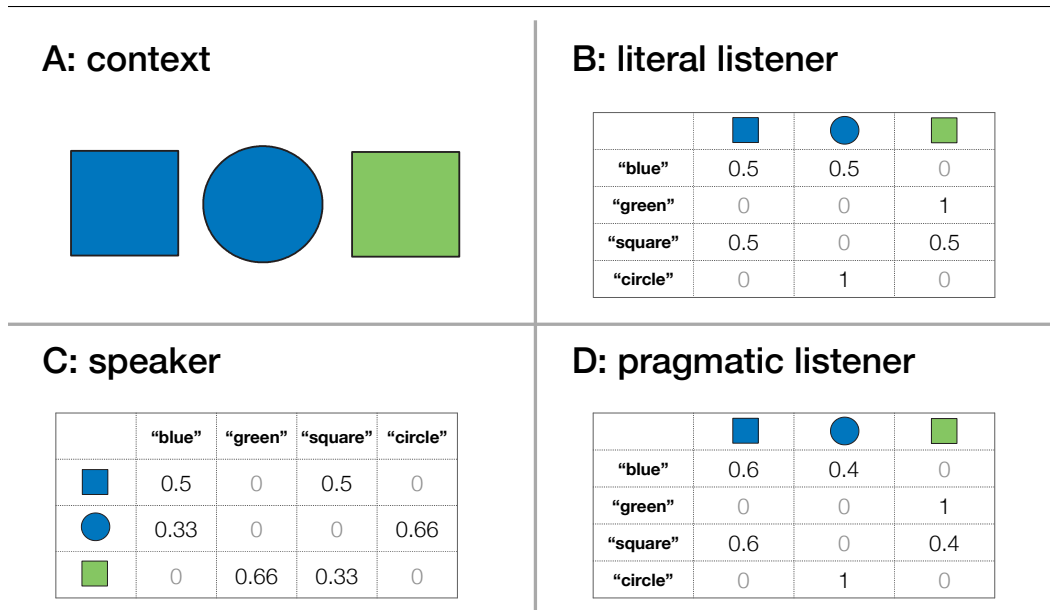 A: context
B: literal listener
"blue" 0.5 0.5 0
"green" 0 0 1
"square" 0.5 0 0.5
"circle" 0 1 0
C: speaker
"blue" "green" "square" "circle"
0.5 0 0.5 0
0.33 0 0 0.66
0 0.66 0.33 0
D: pragmatic listener
"blue" 0.6 0.4 0
"green" 0 0 1
"square" 0.6 0 0.4
"circle" 0 1 0